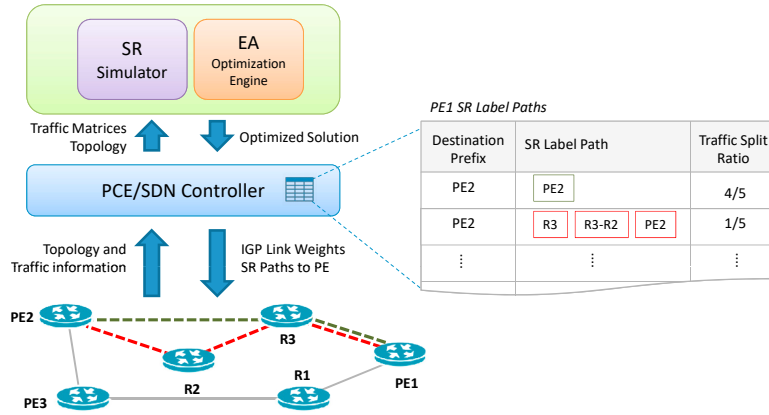 SR
Simulator
EA
Optimization
Engine
Traffic Matrices
Topology
Optimized Solution
PCE/SDN Controller
Topology and
Traffic information
IGP Link Weights
SR Paths to PE
PE1 SR Label Paths
Destination
Prefix
SR Label Path
Traffic Split
Ratio
PE2
PE2
4/5
PE2
R3
R3-R2
PE2
1/5
PE2
R3
R2
R1
PE1
PE3